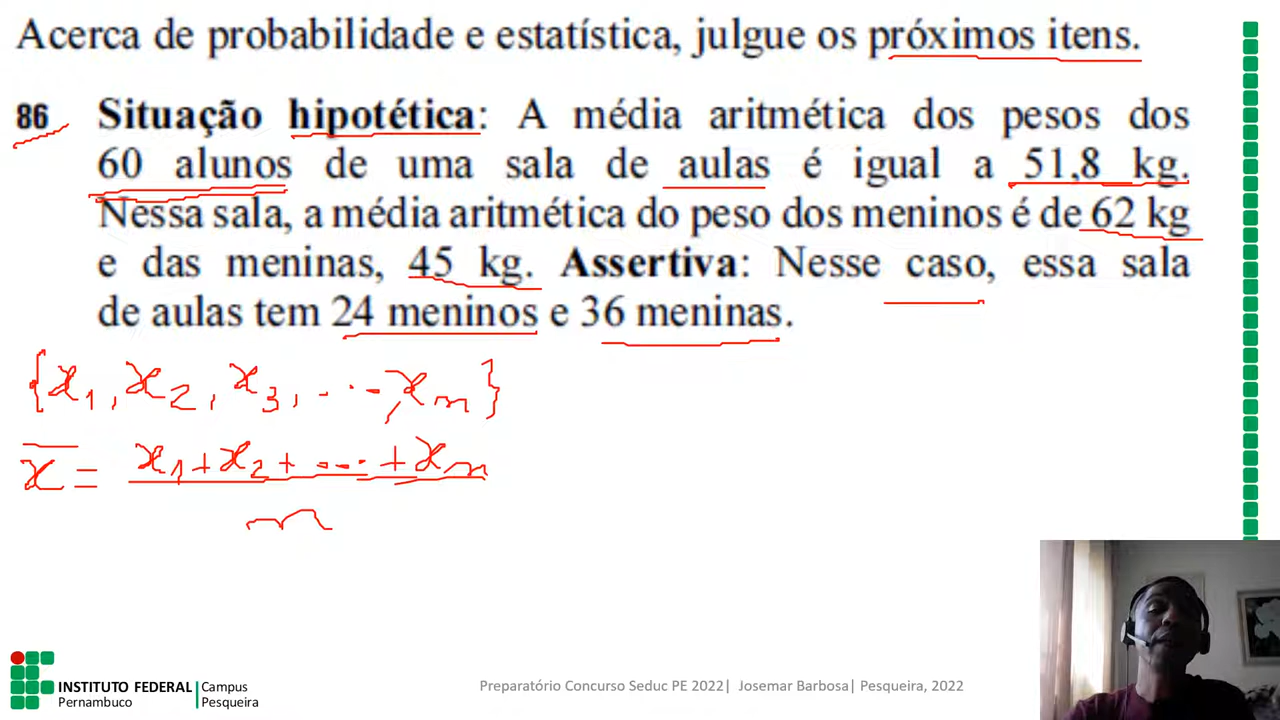 Acerca de probabilidade e estatística, julgue os próximos itens.
86 Situação hipotética: A média aritmética dos pesos dos
60 alunos de uma sala de aulas é igual a 51,8 kg.
Nessa sala, a média aritmética do peso dos meninos é de 62 kg
e das meninas, 45 kg. Assertiva: Nesse caso, essa sala
de aulas tem 24 meninos e 36 meninas.
{x₁, x₂, x₃, ..., xₙ}
x̄ = x₁ + x₂ + ... + xₙ
n
INSTITUTO FEDERAL
Pernambuco
Campus
Pesqueira
Preparatório Concurso Seduc PE 2022| Josemar Barbosa| Pesqueira, 2022